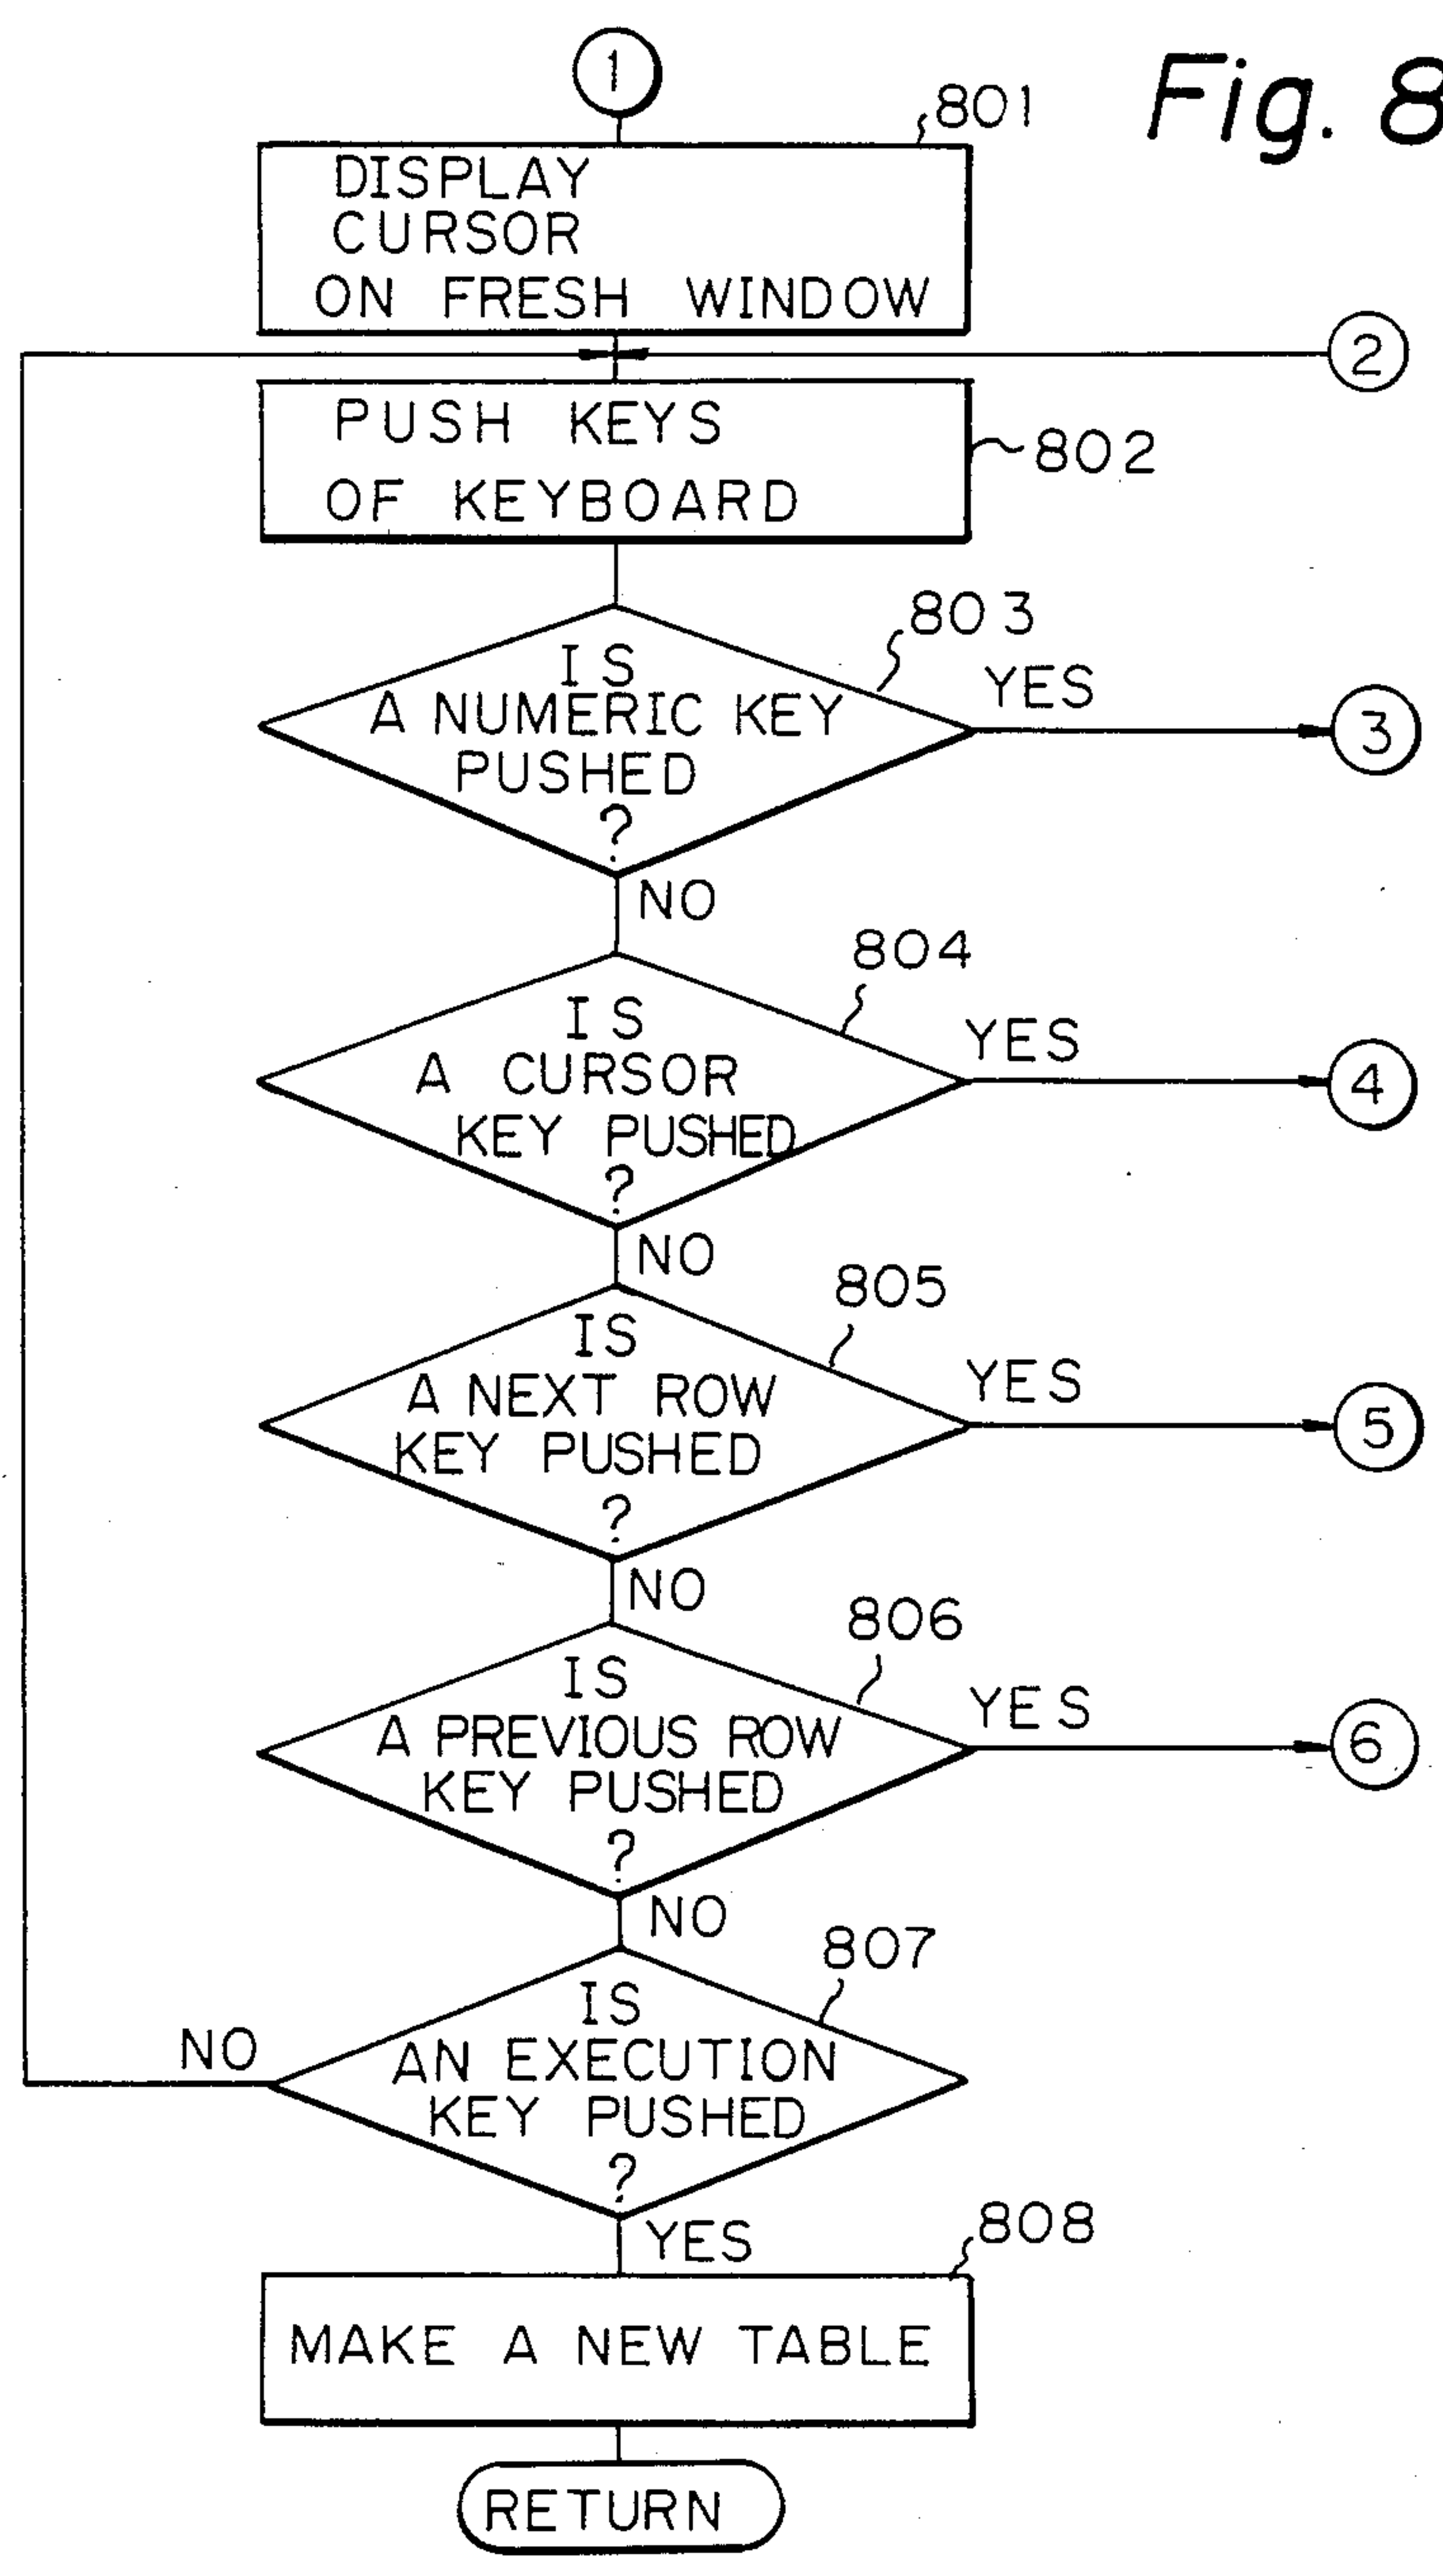 1
Fig. 8
801
DISPLAY
CURSOR
ON FRESH WINDOW
2
PUSH KEYS
OF KEYBOARD
802
803
IS
A NUMERIC KEY
PUSHED
?
YES
3
NO
804
IS
A CURSOR
KEY PUSHED
?
YES
4
NO
805
IS
A NEXT ROW
KEY PUSHED
?
YES
5
NO
806
IS
A PREVIOUS ROW
KEY PUSHED
?
YES
6
NO
807
IS
AN EXECUTION
KEY PUSHED
?
NO
YES
808
MAKE A NEW TABLE
RETURN